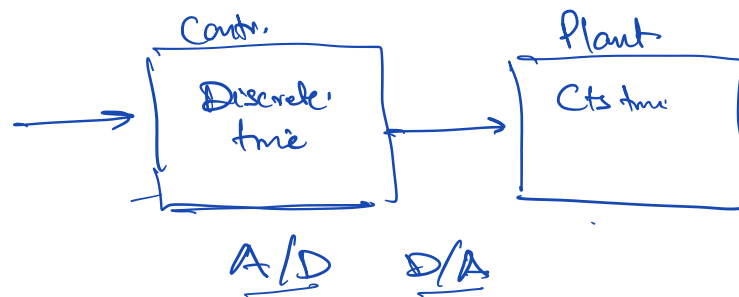 Contr.
Plant
Discrete
time
Cts time
A/D
D/A